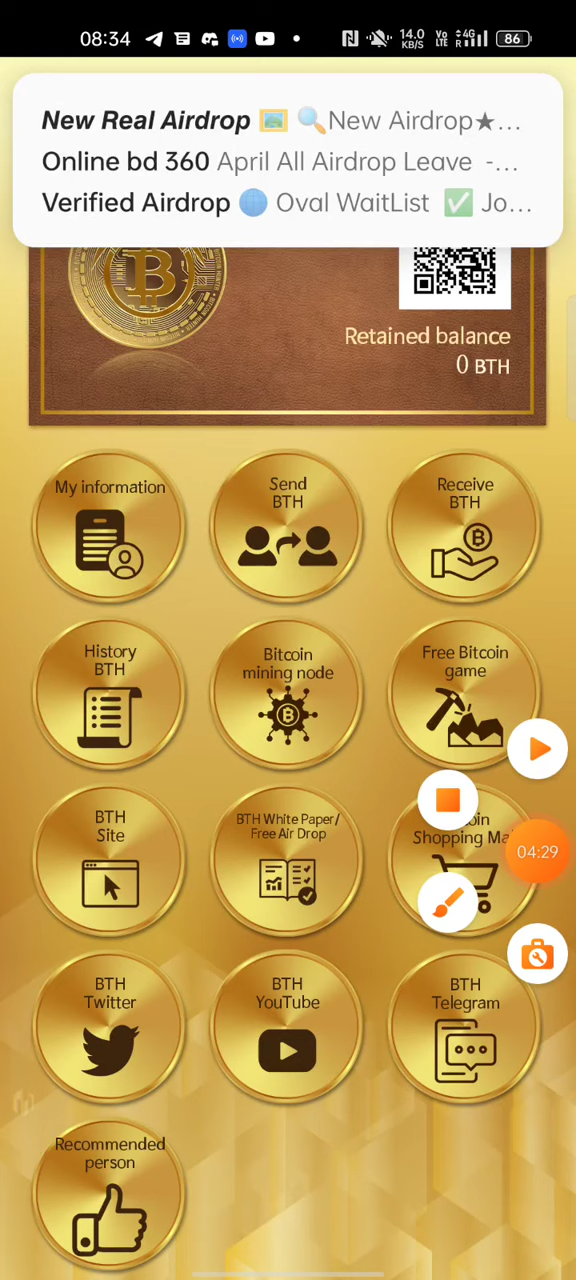 08:34 14.0 KB/S Vo LTE 4G R 86
New Real Airdrop 🖼️ 🔍New Airdrop★...
Online bd 360 April All Airdrop Leave -...
Verified Airdrop 🌐 Oval WaitList ✅ Jo...
Retained balance
0 BTH
My information
Send
BTH
Receive
BTH
History
BTH
Bitcoin
mining node
Free Bitcoin
game
BTH
Site
BTH White Paper/
Free Air Drop
Shopping
04:29
BTH
Twitter
BTH
YouTube
BTH
Telegram
Recommended
person